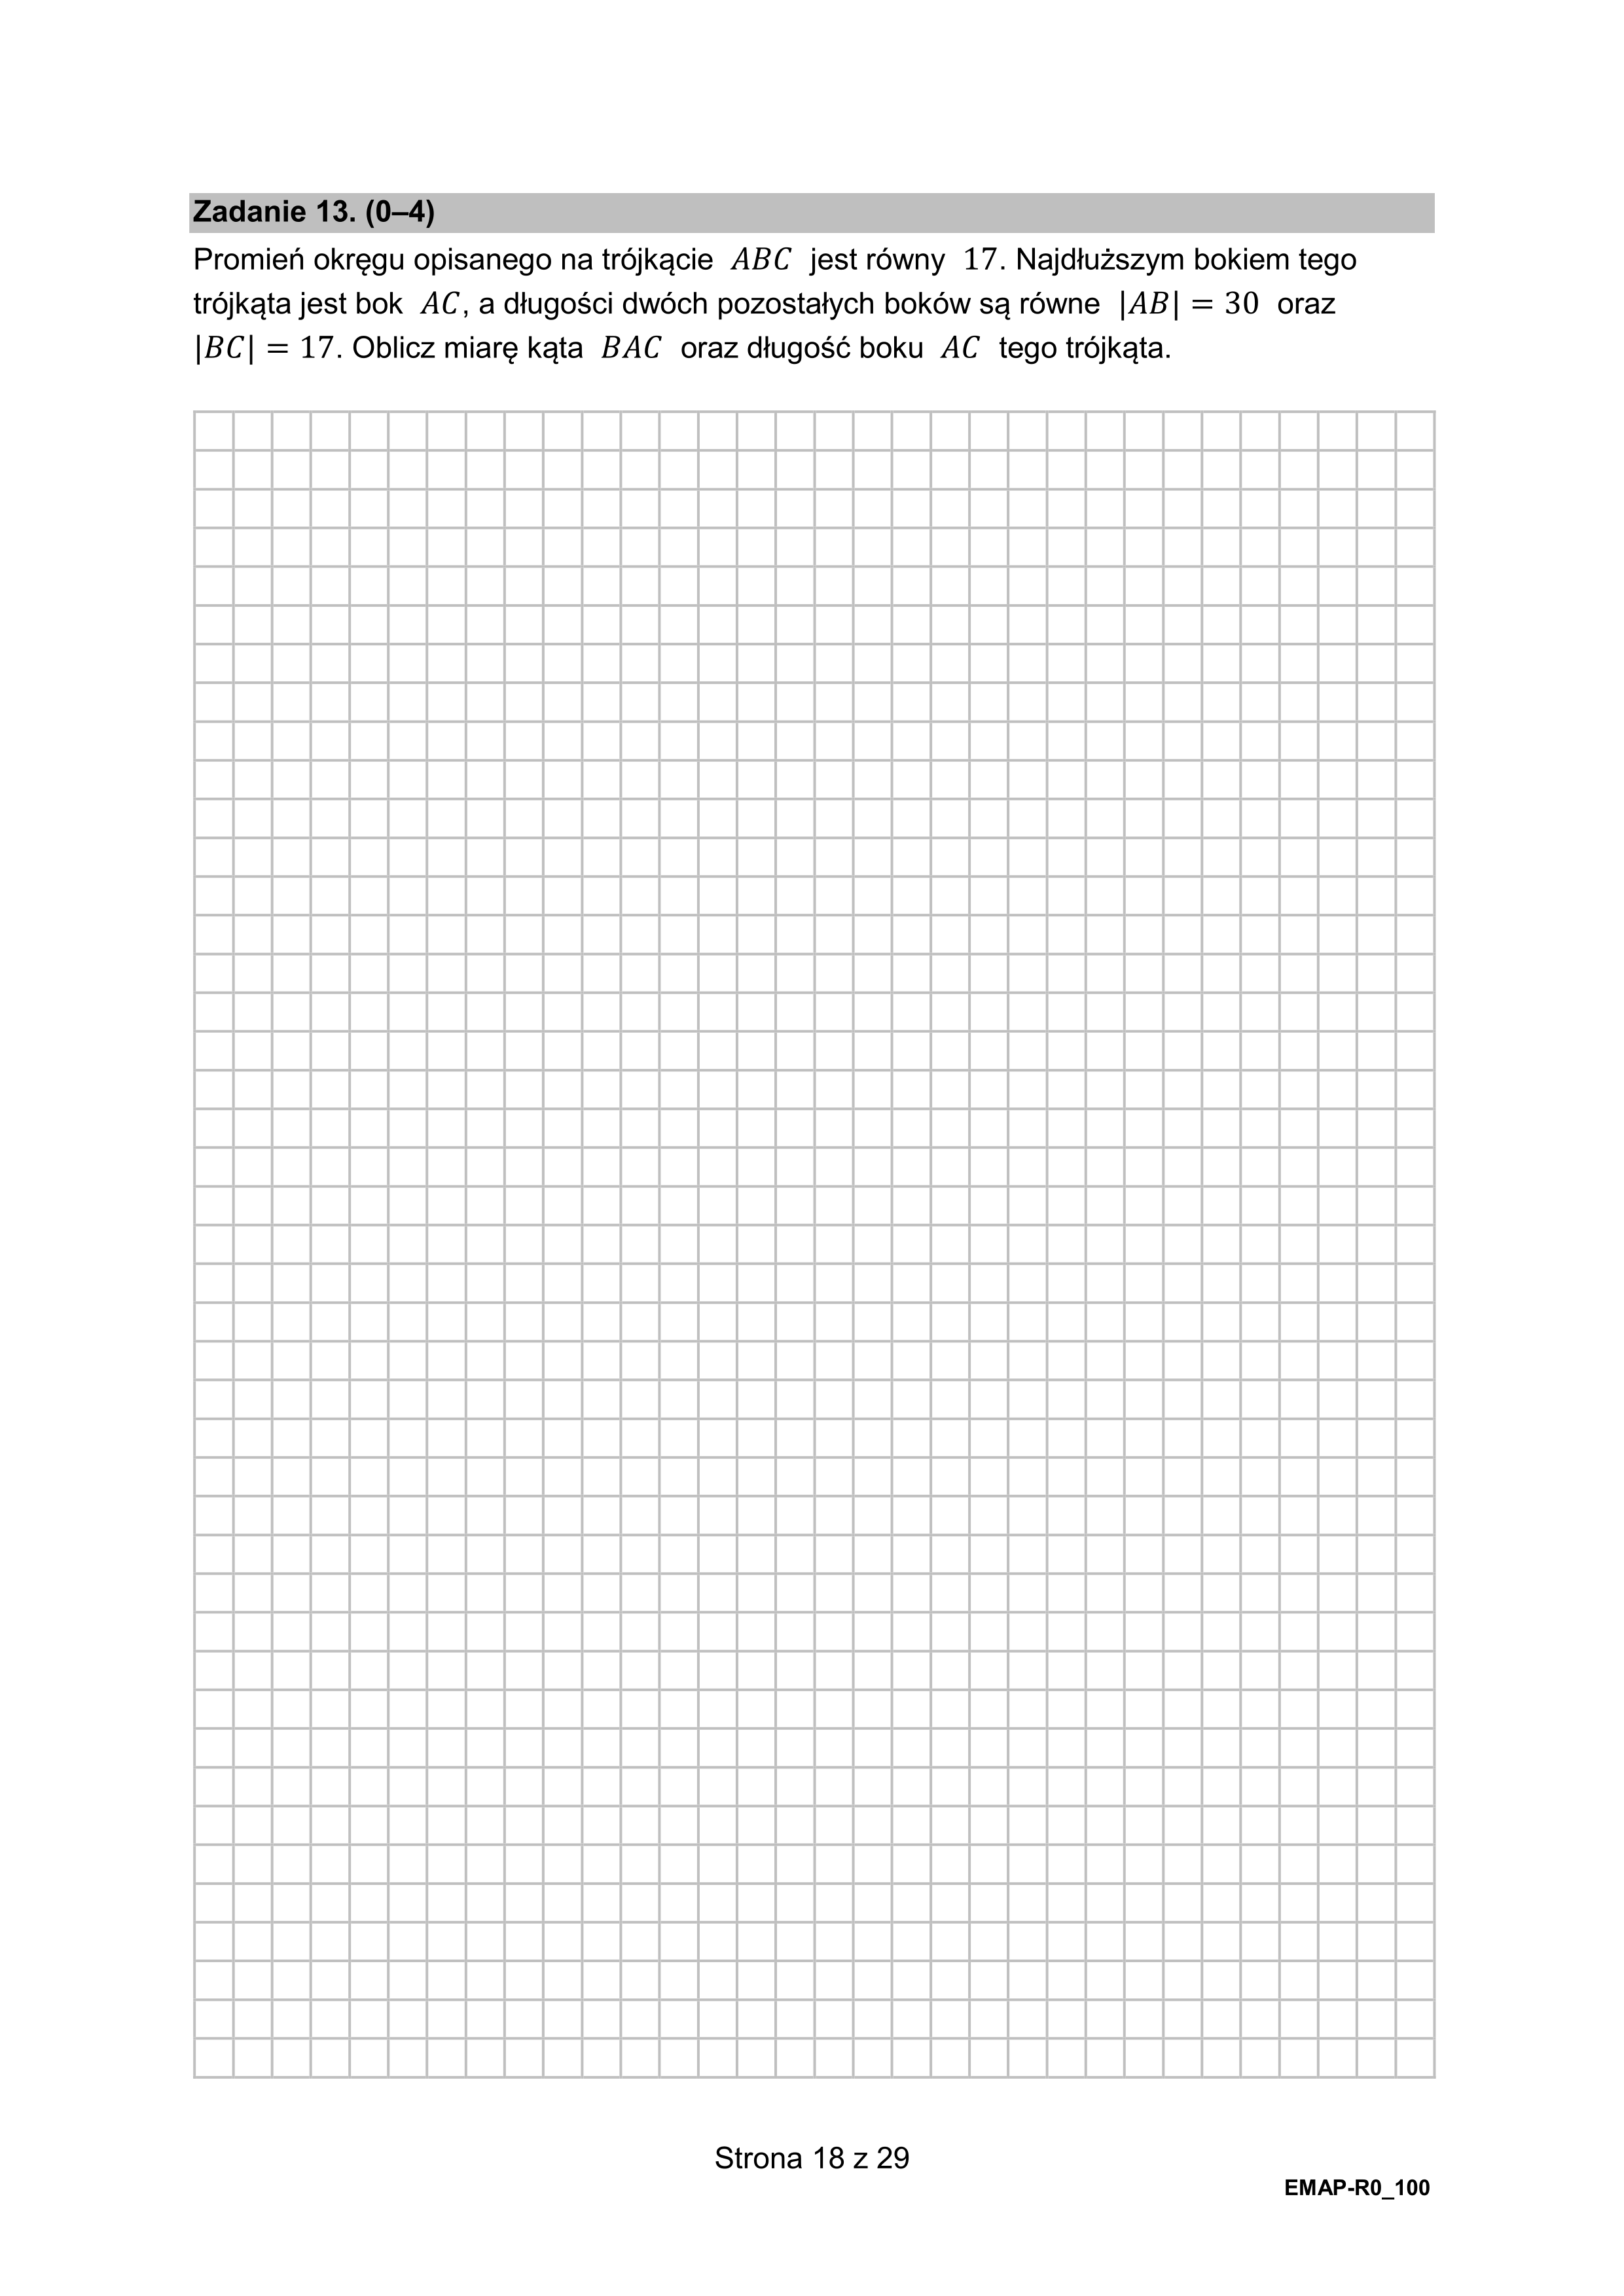 Zadanie 13. (0–4)
Promień okręgu opisanego na trójkącie ABC jest równy 17. Najdłuższym bokiem tego
trójkąta jest bok AC, a długości dwóch pozostałych boków są równe |AB| = 30 oraz
|BC| = 17. Oblicz miarę kąta BAC oraz długość boku AC tego trójkąta.
Strona 18 z 29
EMAP-R0_100